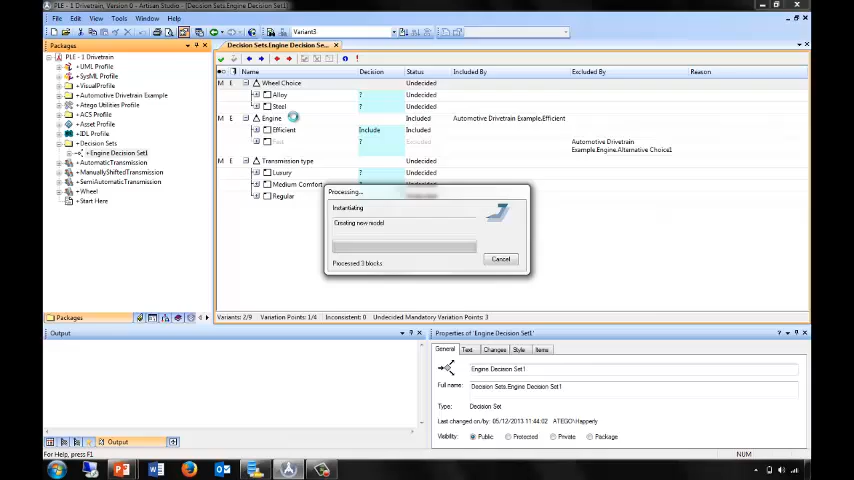 PLE - 1 Drivetrain, Version 0 - Artisan Studio - [Decision Sets.Engine Decision Set1]
File Edit View Tools Window Help
Variant3
Packages
Decision Sets.Engine Decision Se...
PLE - 1 Drivetrain
+UML Profile
+SysML Profile
+VisualProfile
+Automotive Drivetrain Example
+Atego Utilities Profile
+ACS Profile
+Asset Profile
+IDL Profile
+Decision Sets
+Engine Decision Set1
+AutomaticTransmission
+ManuallyShiftedTransmission
+SemiAutomaticTransmission
+Wheel
+Start Here
Packages
Name Decision Status Included By Excluded By Reason
M E Wheel Choice Undecided
Alloy ? Undecided
Steel ? Undecided
M E Engine Included Automotive Drivetrain Example.Efficient
Efficient Include Included
Fast ? Excluded Automotive Drivetrain
Example.Engine.Alternative Choice1
M E Transmission type Undecided
Luxury ? Undecided
Medium Comfort ? Undecided
Regular
Processing...
Instantiating
Creating new model
Processed 3 blocks
Cancel
Variants: 2/9 Variation Points: 1/4 Inconsistent: 0 Undecided Mandatory Variation Points: 3
Output
Output
Properties of 'Engine Decision Set1'
General Text Changes Style Items
Engine Decision Set1
Full name: Decision Sets.Engine Decision Set1
Type: Decision Set
Last changed on/by: 05/12/2013 11:44:02 ATEGO\Happerly
Visibility: Public Protected Private Package
For Help, press F1
NUM